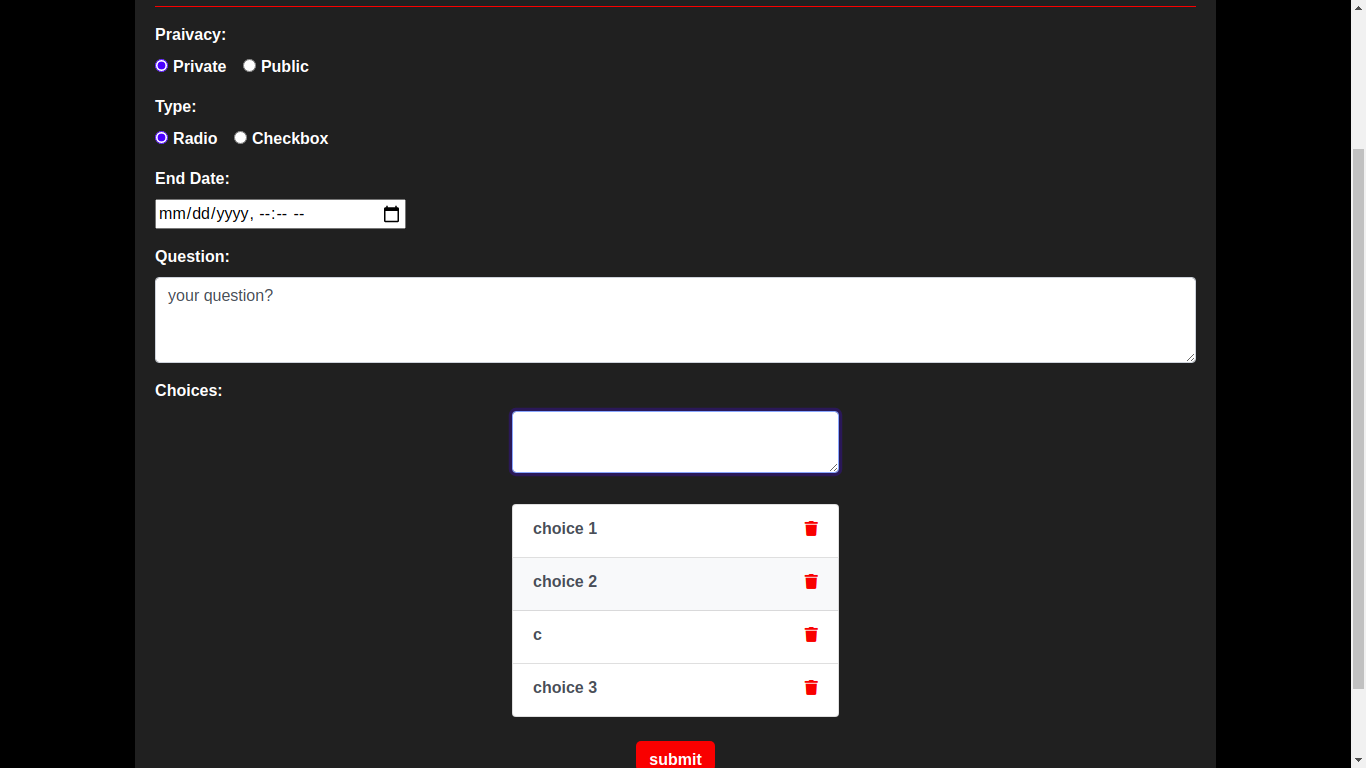 Praivacy:
Private Public
Type:
Radio Checkbox
End Date:
mm/dd/yyyy, --:-- --
Question:
your question?
Choices:
choice 1
choice 2
c
choice 3
submit